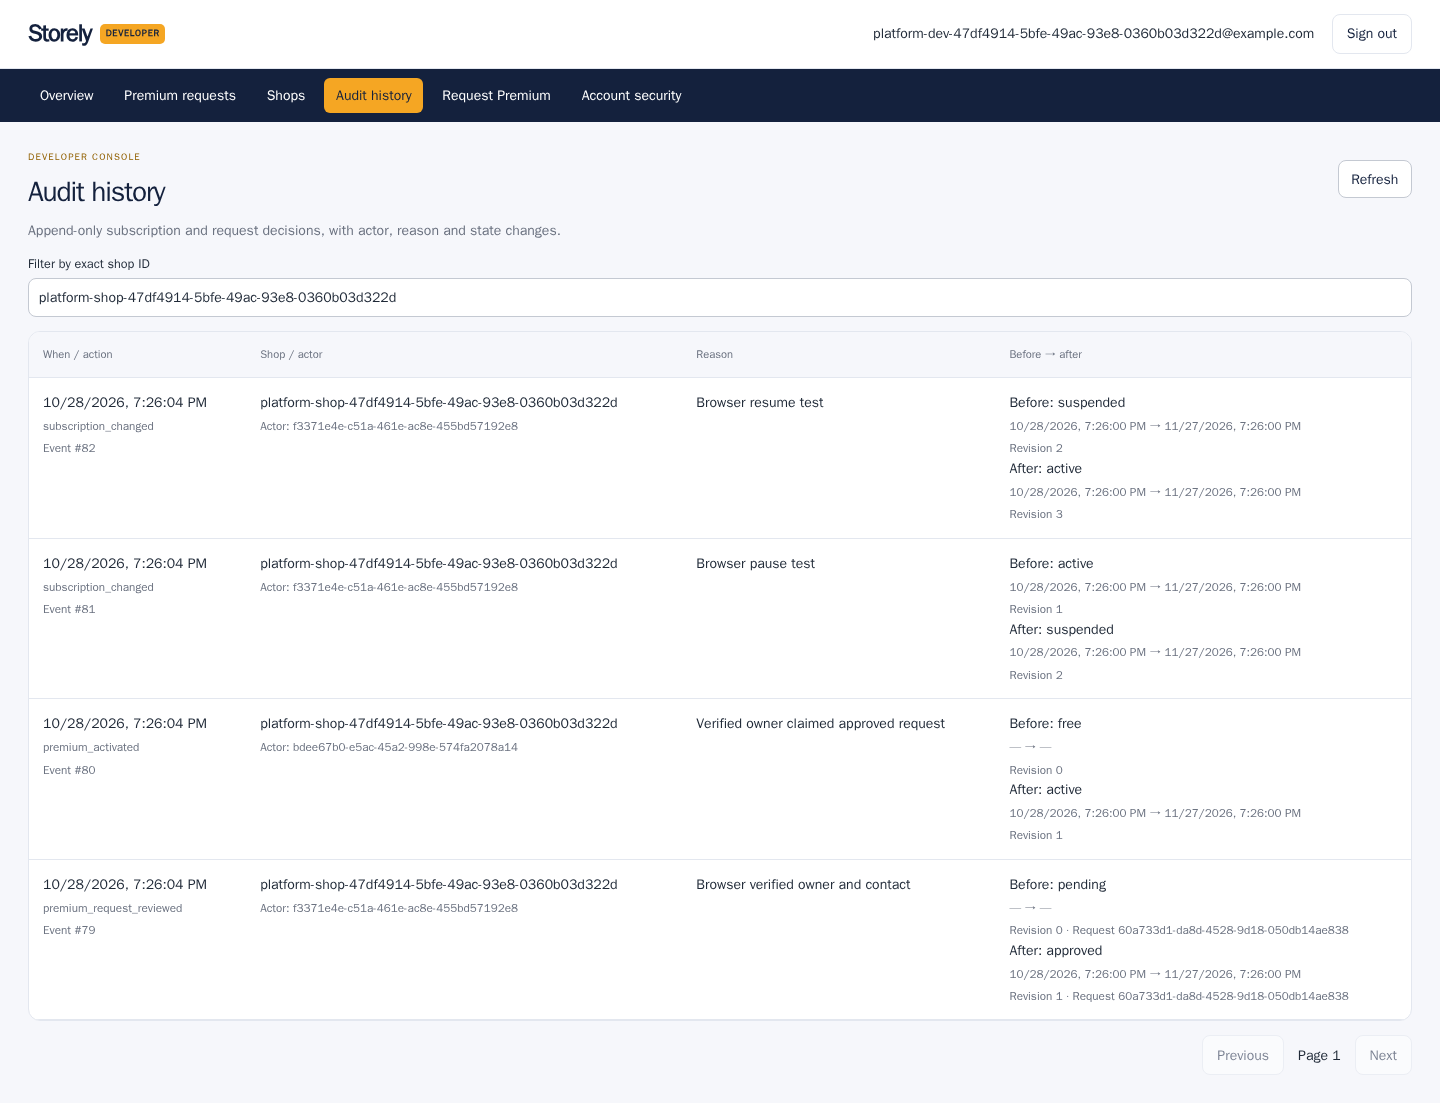 Storely DEVELOPER
platform-dev-47df4914-5bfe-49ac-93e8-0360b03d322d@example.com
Sign out
Overview Premium requests Shops Audit history Request Premium Account security
DEVELOPER CONSOLE
Audit history
Refresh
Append-only subscription and request decisions, with actor, reason and state changes.
Filter by exact shop ID
platform-shop-47df4914-5bfe-49ac-93e8-0360b03d322d
When / action Shop / actor Reason Before → after
10/28/2026, 7:26:04 PM
subscription_changed
Event #82
platform-shop-47df4914-5bfe-49ac-93e8-0360b03d322d
Actor: f3371e4e-c51a-461e-ac8e-455bd57192e8
Browser resume test
Before: suspended
10/28/2026, 7:26:00 PM → 11/27/2026, 7:26:00 PM
Revision 2
After: active
10/28/2026, 7:26:00 PM → 11/27/2026, 7:26:00 PM
Revision 3
10/28/2026, 7:26:04 PM
subscription_changed
Event #81
platform-shop-47df4914-5bfe-49ac-93e8-0360b03d322d
Actor: f3371e4e-c51a-461e-ac8e-455bd57192e8
Browser pause test
Before: active
10/28/2026, 7:26:00 PM → 11/27/2026, 7:26:00 PM
Revision 1
After: suspended
10/28/2026, 7:26:00 PM → 11/27/2026, 7:26:00 PM
Revision 2
10/28/2026, 7:26:04 PM
premium_activated
Event #80
platform-shop-47df4914-5bfe-49ac-93e8-0360b03d322d
Actor: bdee67b0-e5ac-45a2-998e-574fa2078a14
Verified owner claimed approved request
Before: free
— → —
Revision 0
After: active
10/28/2026, 7:26:00 PM → 11/27/2026, 7:26:00 PM
Revision 1
10/28/2026, 7:26:04 PM
premium_request_reviewed
Event #79
platform-shop-47df4914-5bfe-49ac-93e8-0360b03d322d
Actor: f3371e4e-c51a-461e-ac8e-455bd57192e8
Browser verified owner and contact
Before: pending
— → —
Revision 0 · Request 60a733d1-da8d-4528-9d18-050db14ae838
After: approved
10/28/2026, 7:26:00 PM → 11/27/2026, 7:26:00 PM
Revision 1 · Request 60a733d1-da8d-4528-9d18-050db14ae838
Previous Page 1 Next